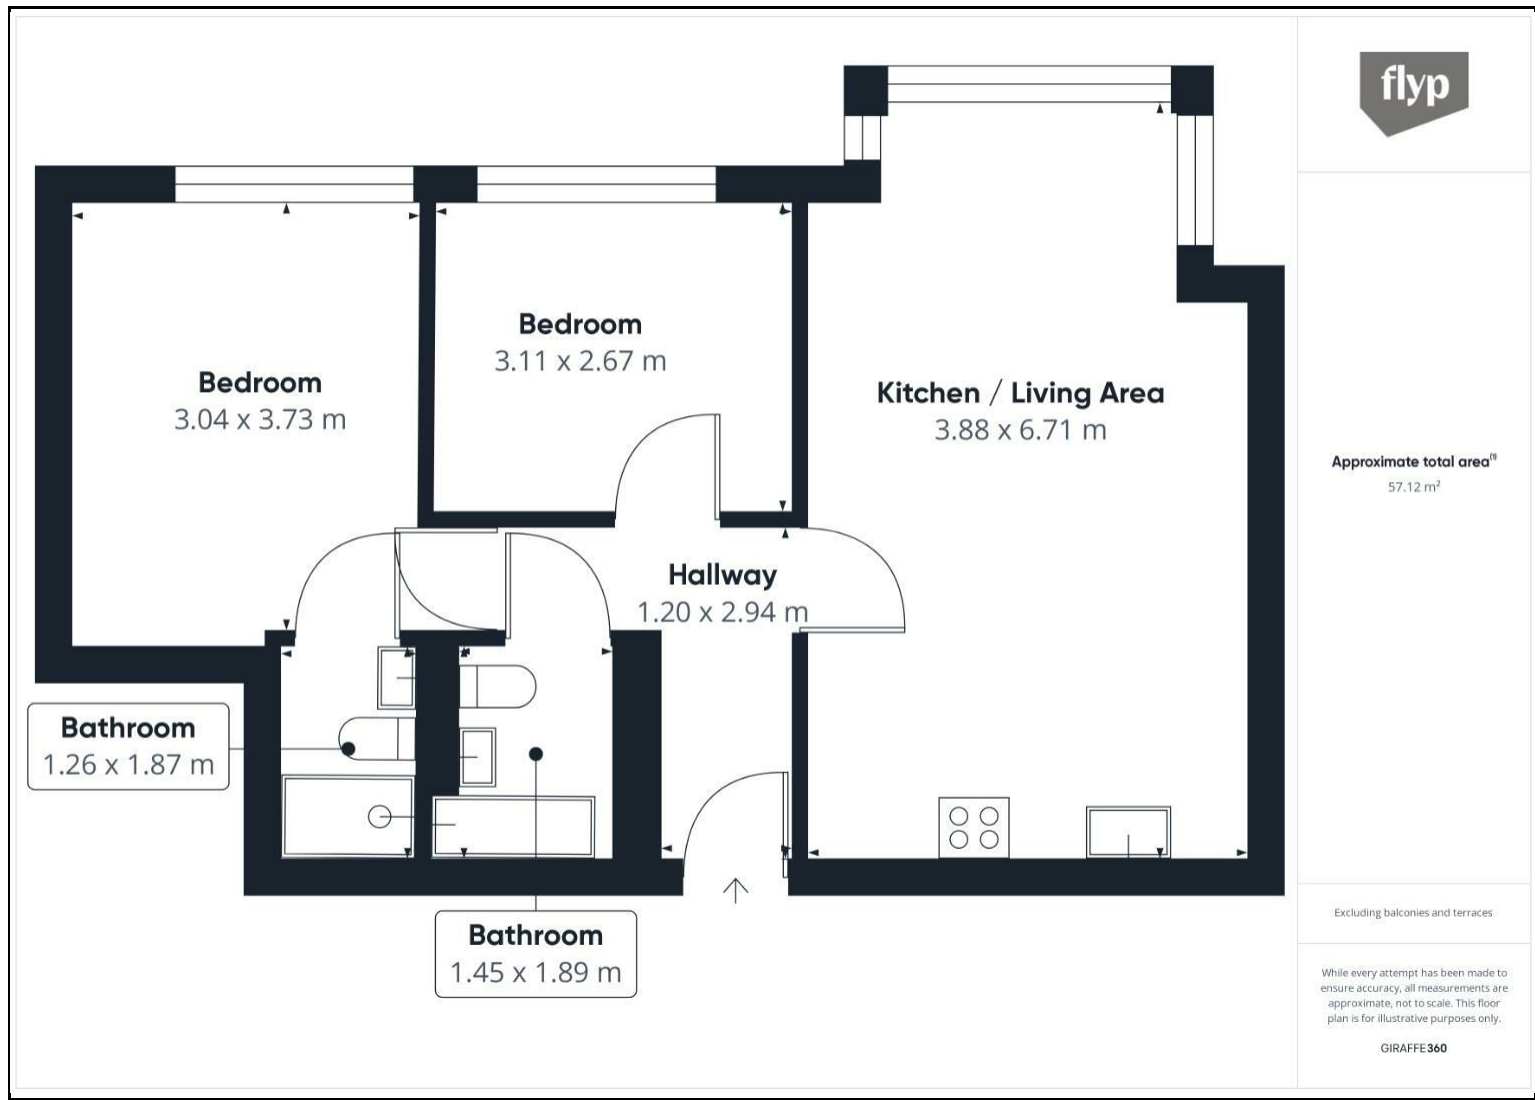 flyp
Bedroom
3.11 x 2.67 m
Bedroom
3.04 x 3.73 m
Kitchen / Living Area
3.88 x 6.71 m
Hallway
1.20 x 2.94 m
Bathroom
1.26 x 1.87 m
Bathroom
1.45 x 1.89 m
Approximate total area⁽¹⁾
57.12 m²
Excluding balconies and terraces
While every attempt has been made to
ensure accuracy, all measurements are
approximate, not to scale. This floor
plan is for illustrative purposes only.
GIRAFFE360